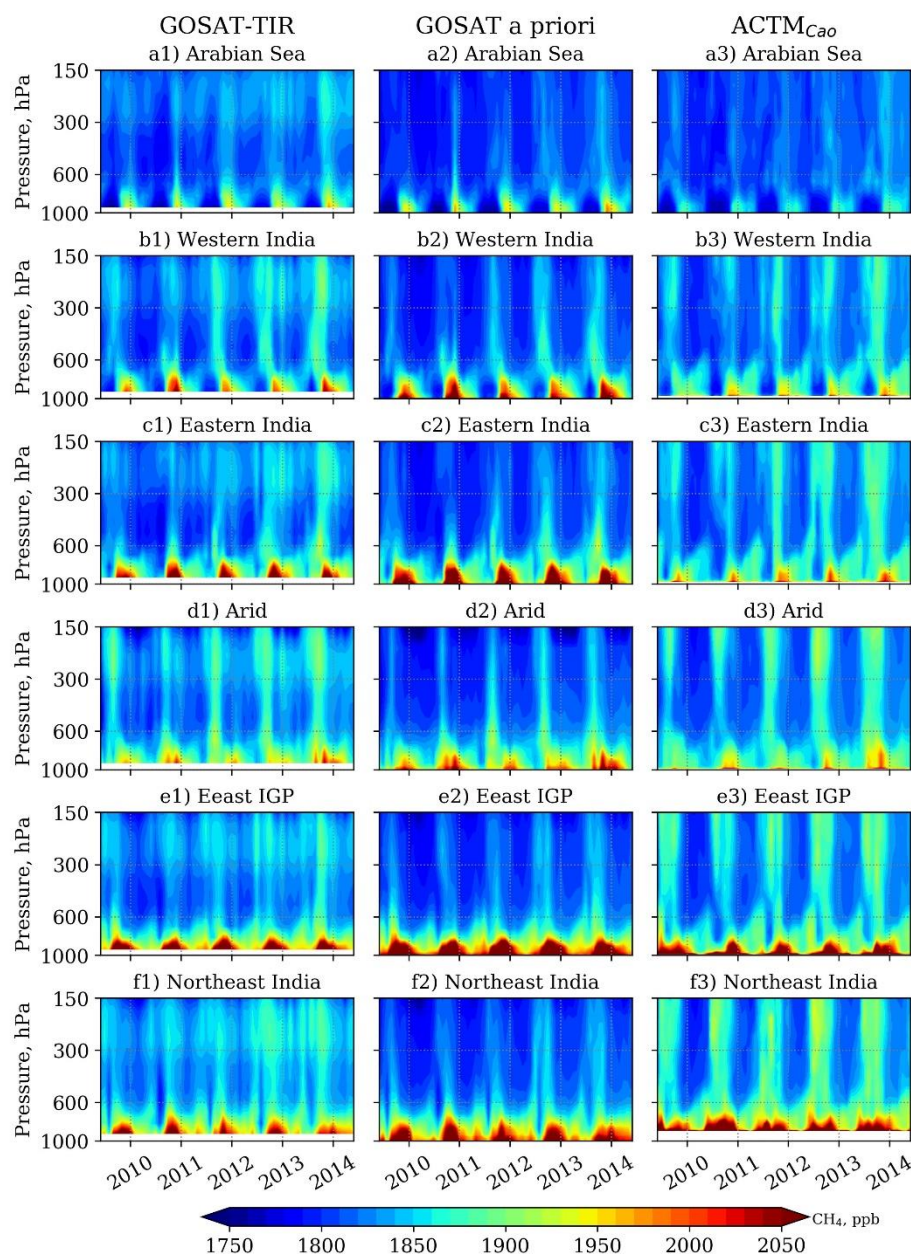 GOSAT-TIR GOSAT a priori ACTM_Cao
a1) Arabian Sea a2) Arabian Sea a3) Arabian Sea
150
300
600
1000
Pressure, hPa
b1) Western India b2) Western India b3) Western India
150
300
600
1000
Pressure, hPa
c1) Eastern India c2) Eastern India c3) Eastern India
150
300
600
1000
Pressure, hPa
d1) Arid d2) Arid d3) Arid
150
300
600
1000
Pressure, hPa
e1) Eeast IGP e2) Eeast IGP e3) Eeast IGP
150
300
600
1000
Pressure, hPa
f1) Northeast India f2) Northeast India f3) Northeast India
150
300
600
1000
Pressure, hPa
2010 2011 2012 2013 2014 2010 2011 2012 2013 2014 2010 2011 2012 2013 2014
CH₄, ppb
1750 1800 1850 1900 1950 2000 2050